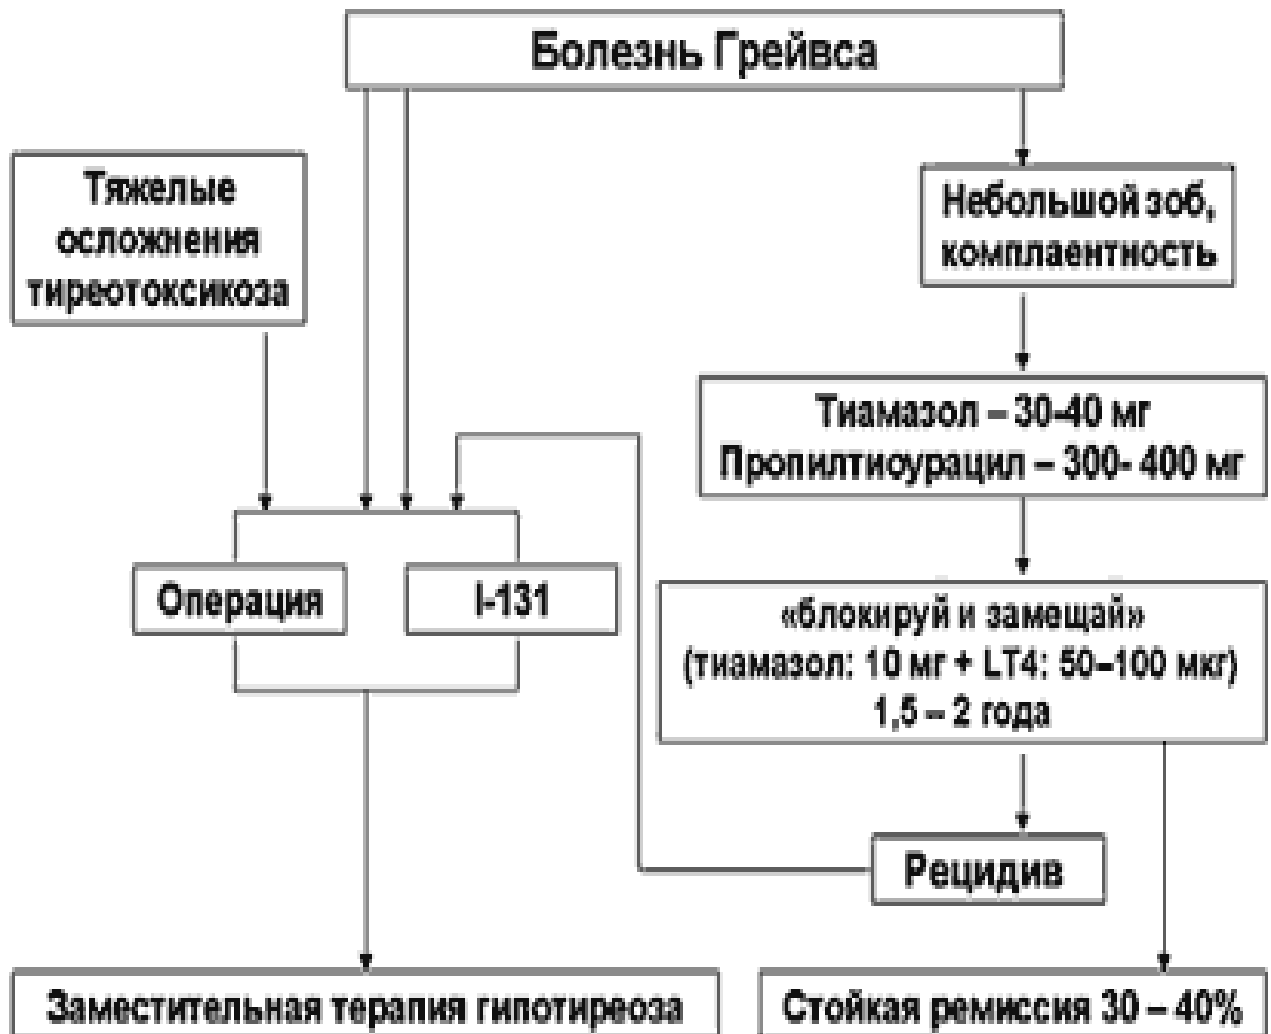 Болезнь Грейвса
Тяжелые
осложнения
тиреотоксикоза
Небольшой зоб,
комплаентность
Тиамазол – 30-40 мг
Пропилтиоурацил – 300- 400 мг
Операция
I-131
«блокируй и замещай»
(тиамазол: 10 мг + LT4: 50–100 мкг)
1,5 – 2 года
Рецидив
Заместительная терапия гипотиреоза
Стойкая ремиссия 30 – 40%